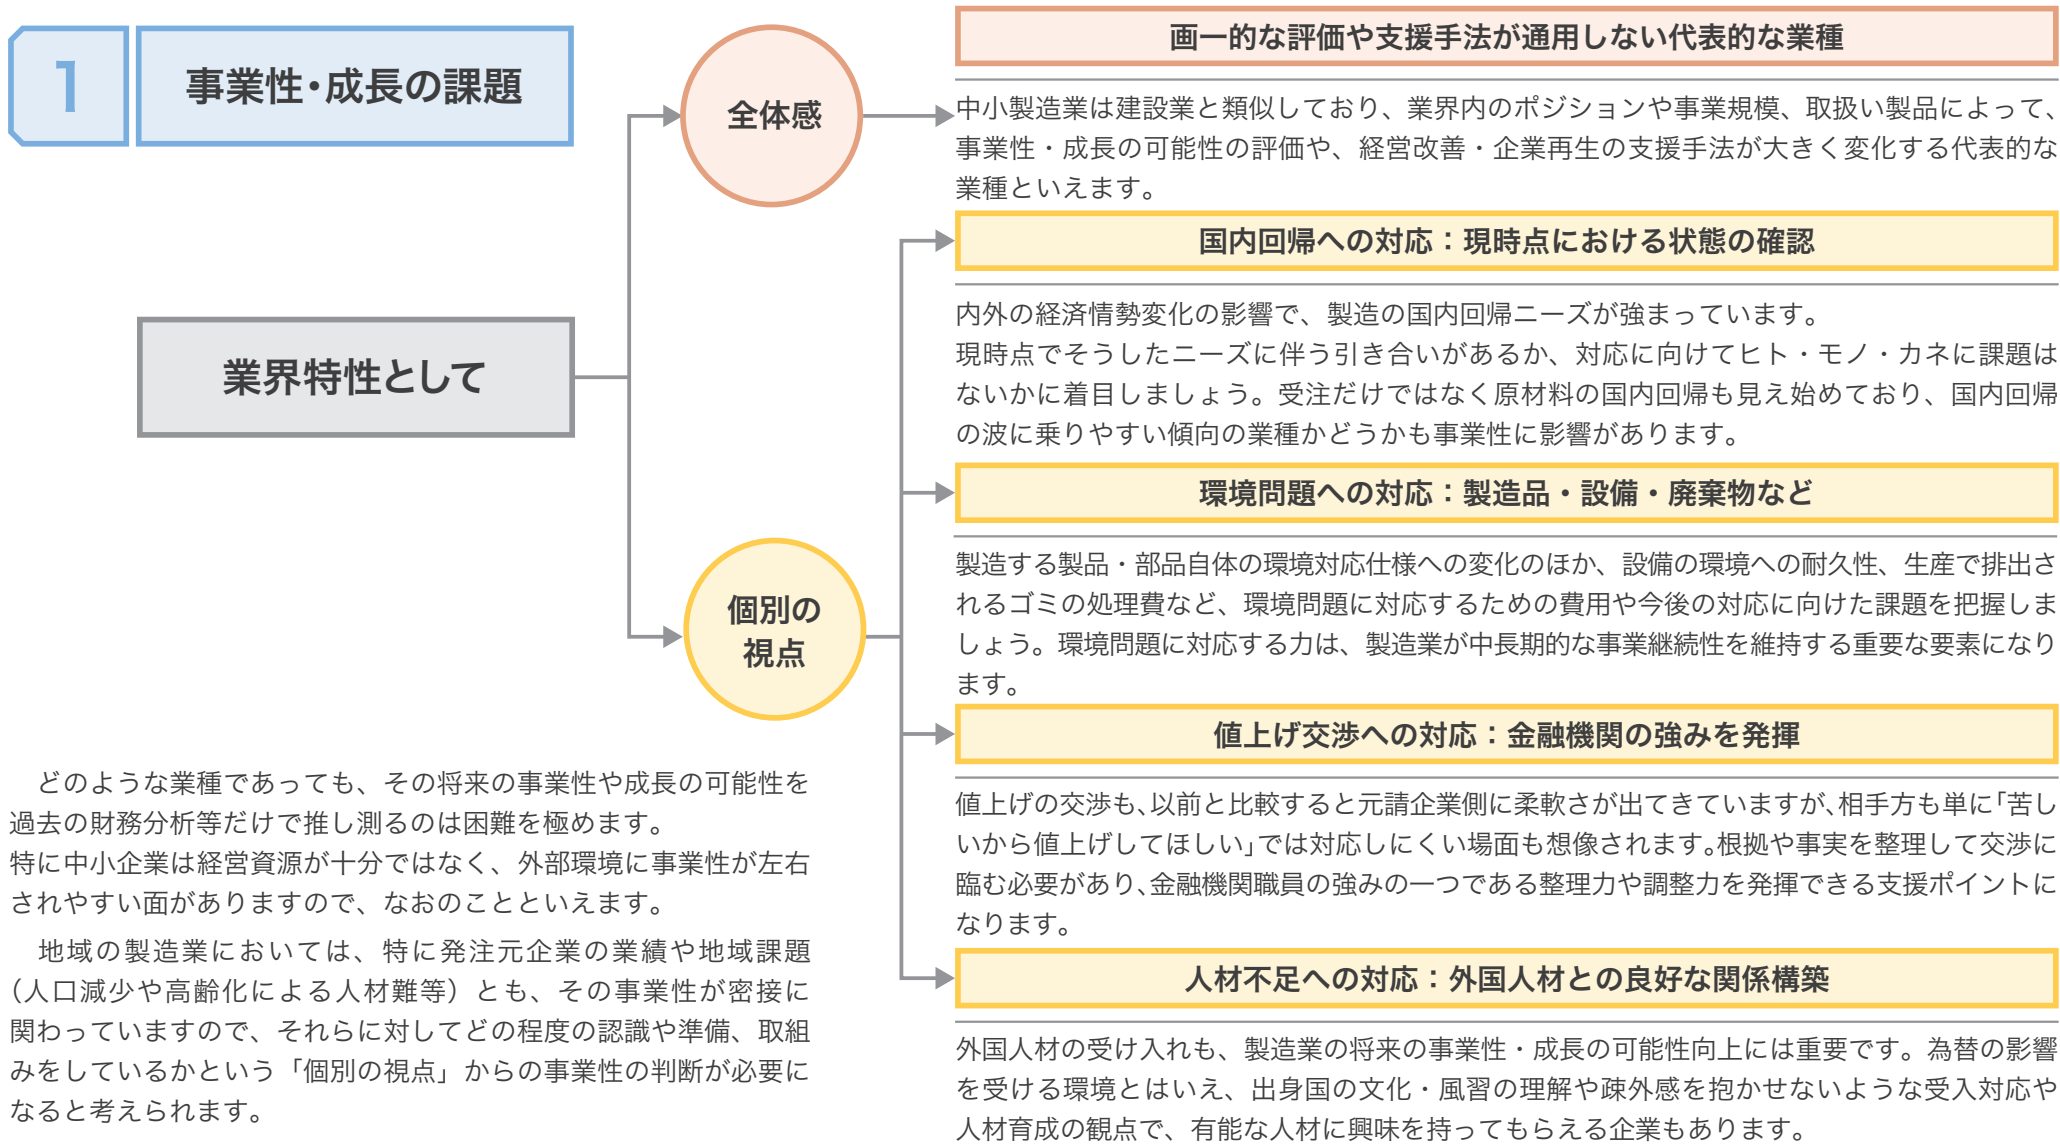 1
事業性・成長の課題
業界特性として
どのような業種であっても、その将来の事業性や成長の可能性を
過去の財務分析等だけで推し測るのは困難を極めます。
特に中小企業は経営資源が十分ではなく、外部環境に事業性が左右
されやすい面がありますので、なおのことといえます。
地域の製造業においては、特に発注元企業の業績や地域課題
（人口減少や高齢化による人材難等）とも、その事業性が密接に
関わっていますので、それらに対してどの程度の認識や準備、取組
みをしているかという「個別の視点」からの事業性の判断が必要に
なると考えられます。
全体感
画一的な評価や支援手法が通用しない代表的な業種
中小製造業は建設業と類似しており、業界内のポジションや事業規模、取扱い製品によって、
事業性・成長の可能性の評価や、経営改善・企業再生の支援手法が大きく変化する代表的な
業種といえます。
個別の
視点
国内回帰への対応：現時点における状態の確認
内外の経済情勢変化の影響で、製造の国内回帰ニーズが強まっています。
現時点でそうしたニーズに伴う引き合いがあるか、対応に向けてヒト・モノ・カネに課題は
ないかに着目しましょう。受注だけではなく原材料の国内回帰も見え始めており、国内回帰
の波に乗りやすい傾向の業種かどうかも事業性に影響があります。
環境問題への対応：製造品・設備・廃棄物など
製造する製品・部品自体の環境対応仕様への変化のほか、設備の環境への耐久性、生産で排出さ
れるゴミの処理費など、環境問題に対応するための費用や今後の対応に向けた課題を把握しま
しょう。環境問題に対応する力は、製造業が中長期的な事業継続性を維持する重要な要素になり
ます。
値上げ交渉への対応：金融機関の強みを発揮
値上げの交渉も、以前と比較すると元請企業側に柔軟さが出てきていますが、相手方も単に「苦し
いから値上げしてほしい」では対応しにくい場面も想像されます。根拠や事実を整理して交渉に
臨む必要があり、金融機関職員の強みの一つである整理力や調整力を発揮できる支援ポイントに
なります。
人材不足への対応：外国人材との良好な関係構築
外国人材の受け入れも、製造業の将来の事業性・成長の可能性向上には重要です。為替の影響
を受ける環境とはいえ、出身国の文化・風習の理解や疎外感を抱かせないような受入対応や
人材育成の観点で、有能な人材に興味を持ってもらえる企業もあります。